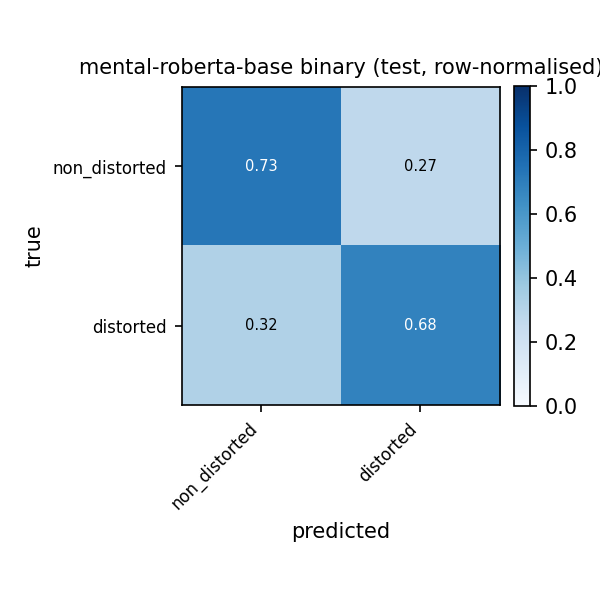 mental-roberta-base binary (test, row-normalised)
1.0
0.8
0.6
0.4
0.2
0.0
true
non_distorted
0.73
0.27
distorted
0.32
0.68
non_distorted
distorted
predicted